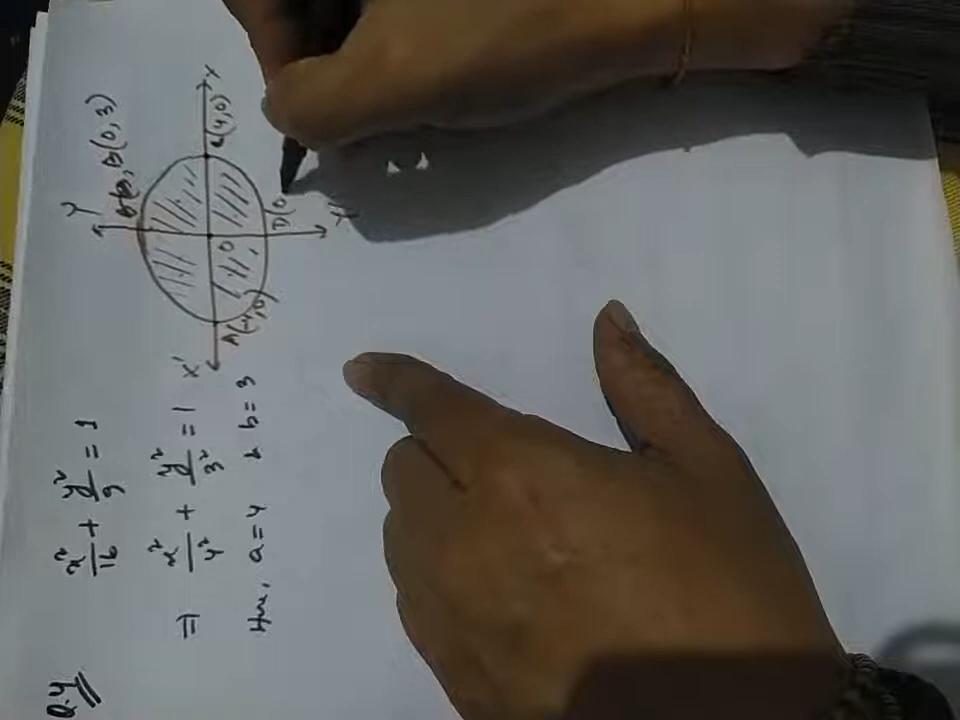 Q.4 x²/16 + y²/9 = 1
⇒ x²/4² + y²/3² = 1
Here, a = 4 & b = 3
Y
B(0, 3)
A(-4, 0)
O
C(4, 0)
X
X'
D(0
Y'